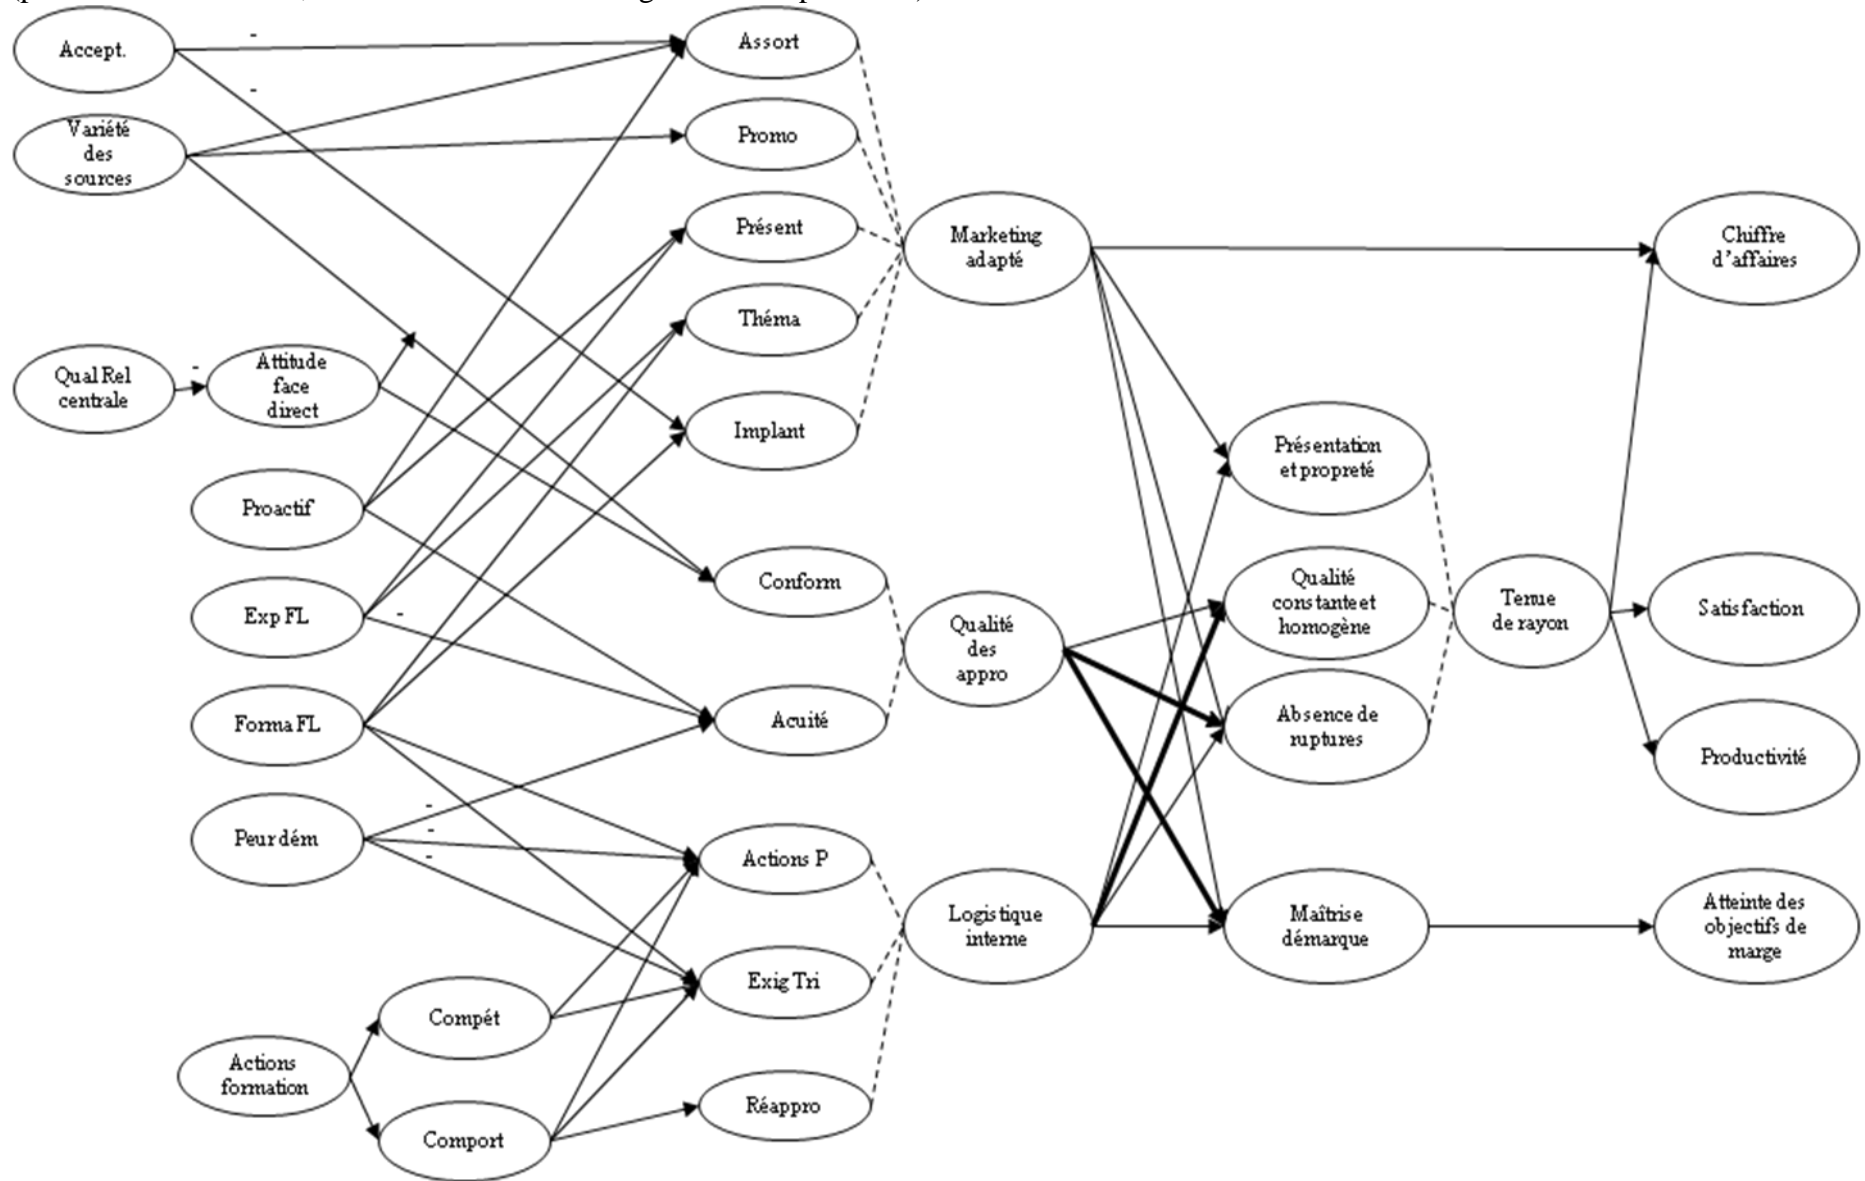 Accept.
Variété
des
sources
Qual Rel
centrale
Attitude
face
direct
Proactif
Exp FL
Forma FL
Peur dém
Actions
formation
Compét
Comport
Assort
Promo
Présent
Théma
Implant
Conform
Acuité
Actions P
Exig Tri
Réappro
Marketing
adapté
Qualité
des
appro
Logistique
interne
Présentation
et propreté
Qualité
constante et
homogène
Absence de
ruptures
Maîtrise
démarque
Tenue
de rayon
Chiffre
d'affaires
Satisfaction
Productivité
Atteinte des
objectifs de
marge
-
-
-
-
-
-
-